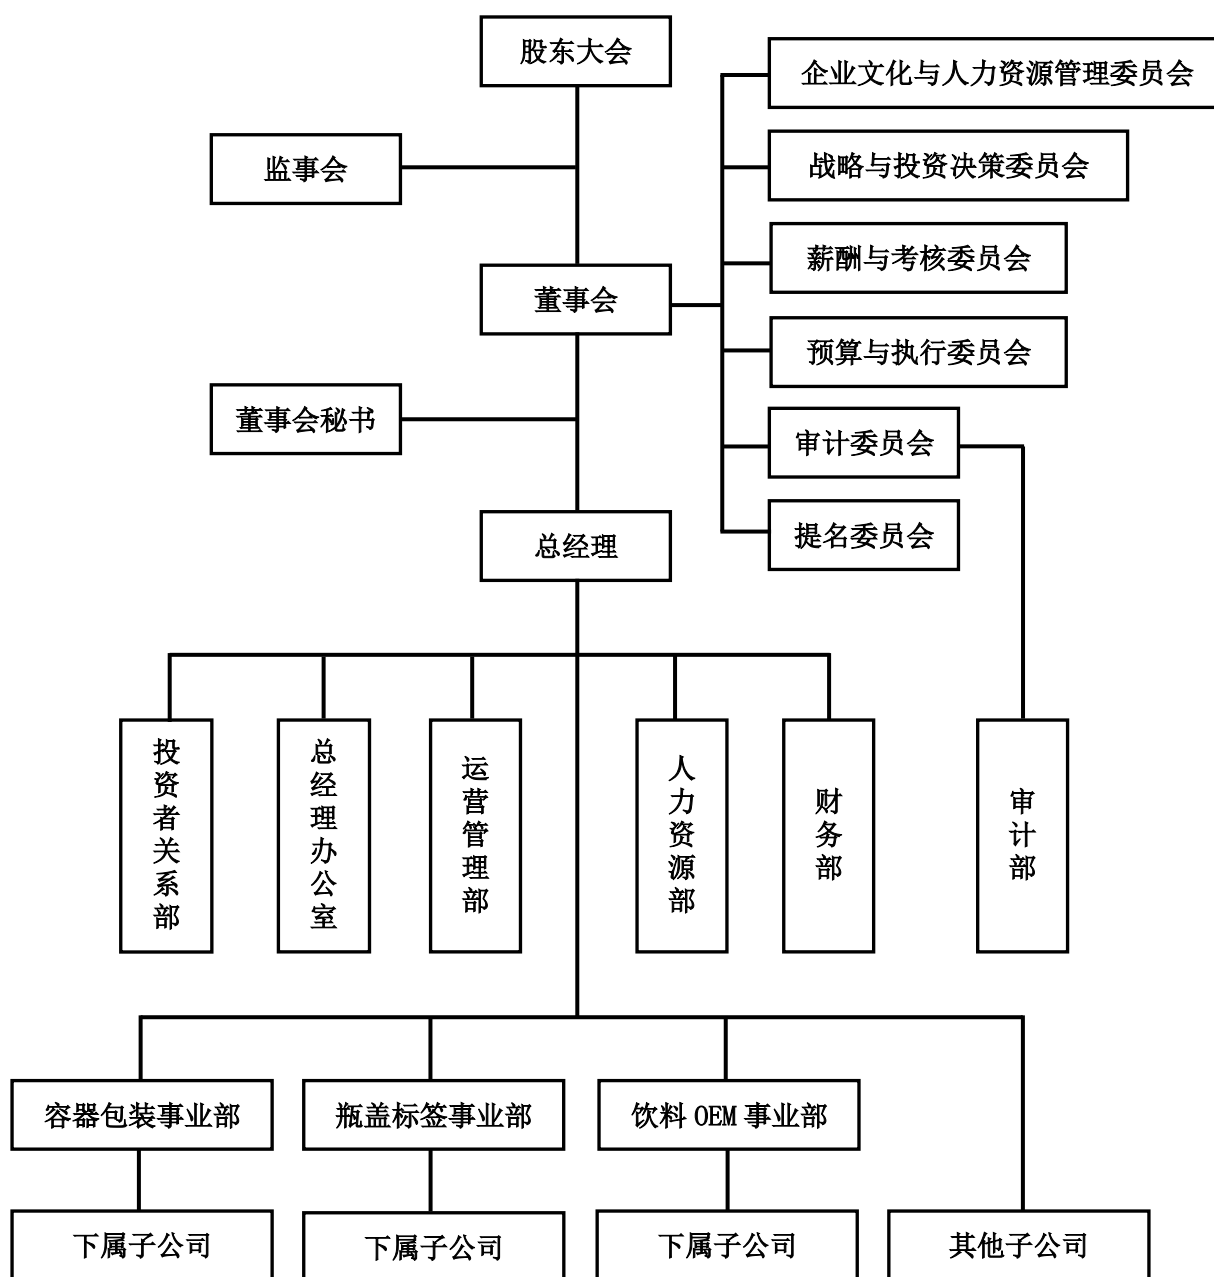 股东大会
企业文化与人力资源管理委员会
监事会
战略与投资决策委员会
薪酬与考核委员会
董事会
预算与执行委员会
董事会秘书
审计委员会
提名委员会
总经理
投资者关系部
总经理办公室
运营管理部
人力资源部
财务部
审计部
容器包装事业部
瓶盖标签事业部
饮料 OEM 事业部
下属子公司
下属子公司
下属子公司
其他子公司